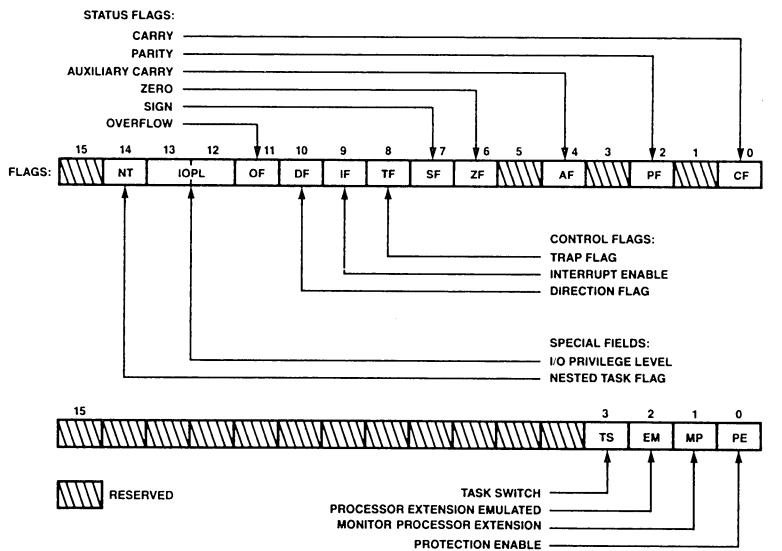 STATUS FLAGS:
CARRY
PARITY
AUXILIARY CARRY
ZERO
SIGN
OVERFLOW
15 14 13 12 11 10 9 8 7 6 5 4 3 2 1 0
FLAGS: NT IOPL OF DF IF TF SF ZF AF PF CF
CONTROL FLAGS:
TRAP FLAG
INTERRUPT ENABLE
DIRECTION FLAG
SPECIAL FIELDS:
I/O PRIVILEGE LEVEL
NESTED TASK FLAG
15 3 2 1 0
TS EM MP PE
RESERVED
TASK SWITCH
PROCESSOR EXTENSION EMULATED
MONITOR PROCESSOR EXTENSION
PROTECTION ENABLE